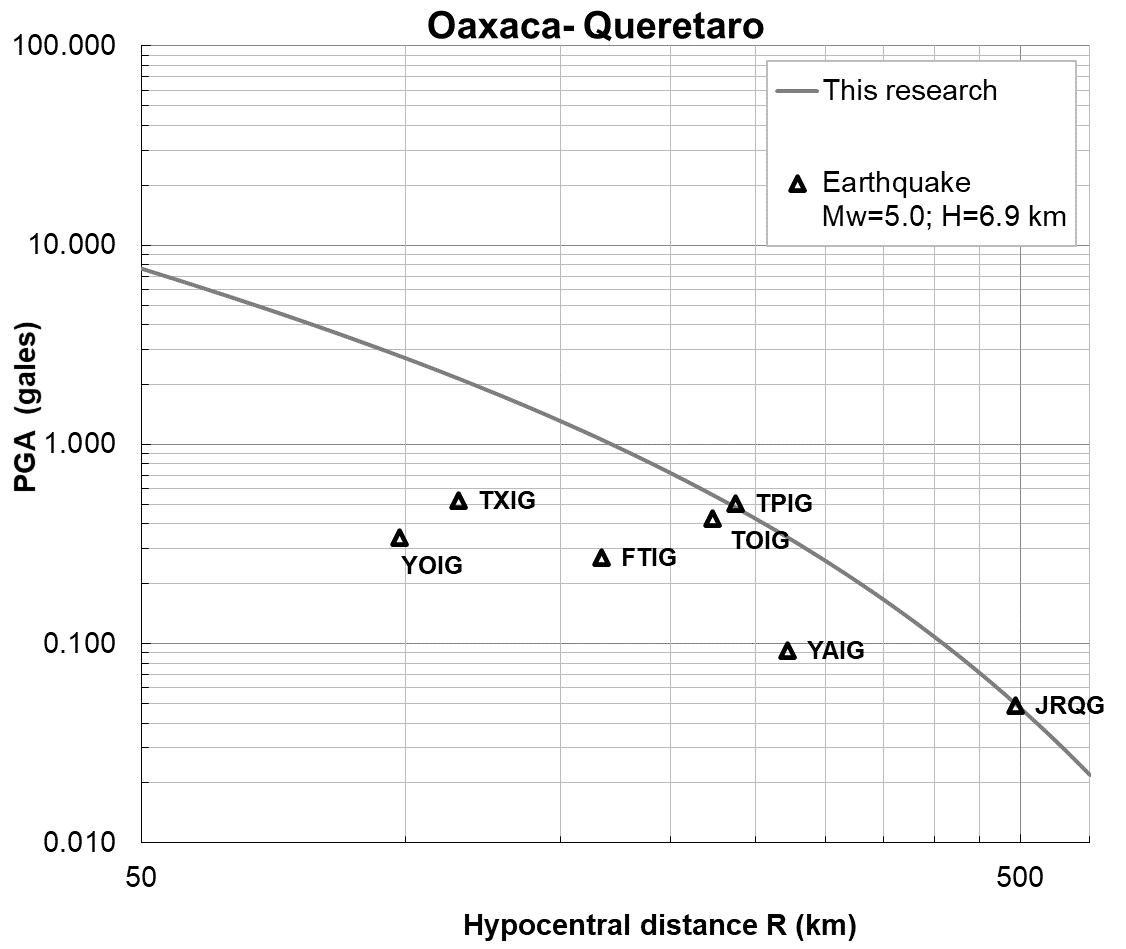 Oaxaca- Queretaro
100.000
10.000
1.000
0.100
0.010
PGA (gales)
This research
Earthquake
Mw=5.0; H=6.9 km
TXIG
YOIG
FTIG
TPIG
TOIG
YAIG
JRQG
50
500
Hypocentral distance R (km)